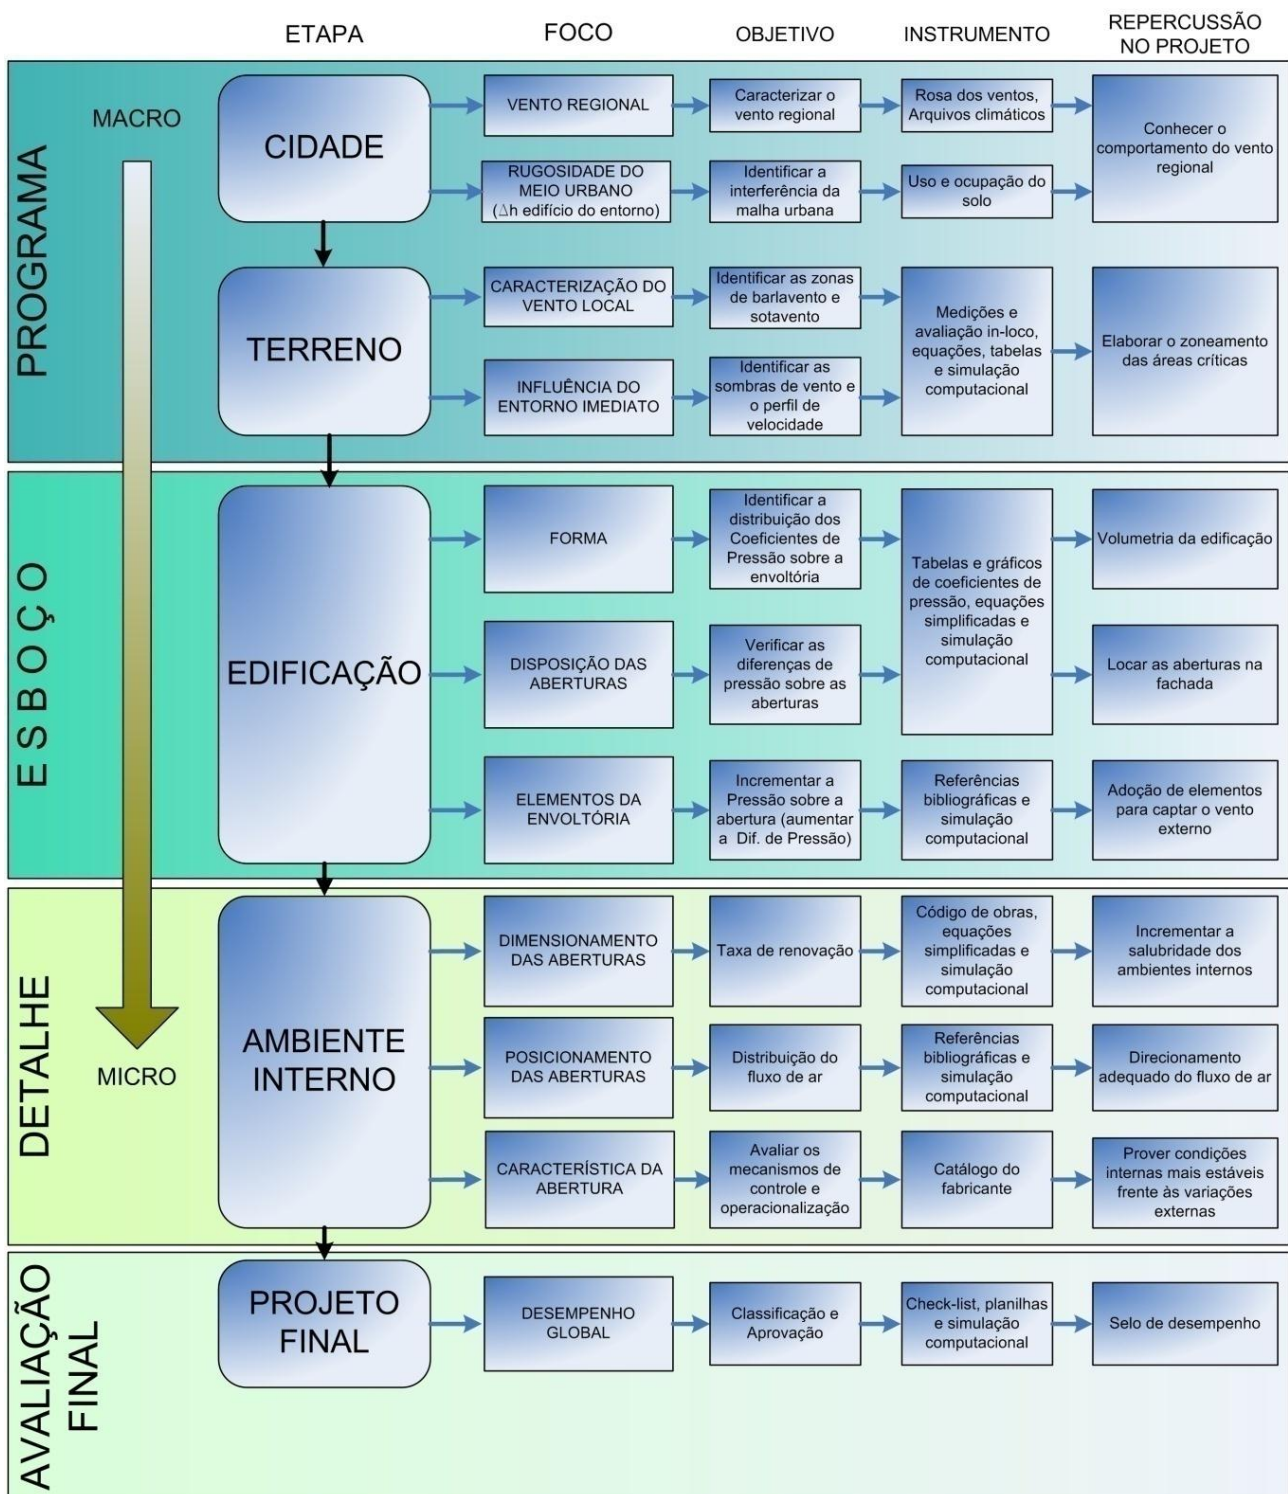 ETAPA
FOCO
OBJETIVO
INSTRUMENTO
REPERCUSSÃO
NO PROJETO
PROGRAMA
MACRO
CIDADE
VENTO REGIONAL
Caracterizar o
vento regional
Rosa dos ventos,
Arquivos climáticos
Conhecer o
comportamento do vento
regional
RUGOSIDADE DO
MEIO URBANO
(Δh edifício do entorno)
Identificar a
interferência da
malha urbana
Uso e ocupação do
solo
TERRENO
CARACTERIZAÇÃO DO
VENTO LOCAL
Identificar as zonas
de barlavento e
sotavento
Medições e
avaliação in-loco,
equações, tabelas
e simulação
computacional
Elaborar o zoneamento
das áreas críticas
INFLUÊNCIA DO
ENTORNO IMEDIATO
Identificar as
sombras de vento e
o perfil de
velocidade
ESBOÇO
EDIFICAÇÃO
FORMA
Identificar a
distribuição dos
Coeficientes de
Pressão sobre a
envoltória
Tabelas e gráficos
de coeficientes de
pressão, equações
simplificadas e
simulação
computacional
Volumetria da edificação
DISPOSIÇÃO DAS
ABERTURAS
Verificar as
diferenças de
pressão sobre as
aberturas
Locar as aberturas na
fachada
ELEMENTOS DA
ENVOLTÓRIA
Incrementar a
Pressão sobre a
abertura (aumentar
a Dif. de Pressão)
Referências
bibliográficas e
simulação
computacional
Adoção de elementos
para captar o vento
externo
DETALHE
MICRO
AMBIENTE
INTERNO
DIMENSIONAMENTO
DAS ABERTURAS
Taxa de renovação
Código de obras,
equações
simplificadas e
simulação
computacional
Incrementar a
salubridade dos
ambientes internos
POSICIONAMENTO
DAS ABERTURAS
Distribuição do
fluxo de ar
Referências
bibliográficas e
simulação
computacional
Direcionamento
adequado do fluxo de ar
CARACTERÍSTICA DA
ABERTURA
Avaliar os
mecanismos de
controle e
operacionalização
Catálogo do
fabricante
Prover condições
internas mais estáveis
frente às variações
externas
AVALIAÇÃO
FINAL
PROJETO
FINAL
DESEMPENHO
GLOBAL
Classificação e
Aprovação
Check-list, planilhas
e simulação
computacional
Selo de desempenho